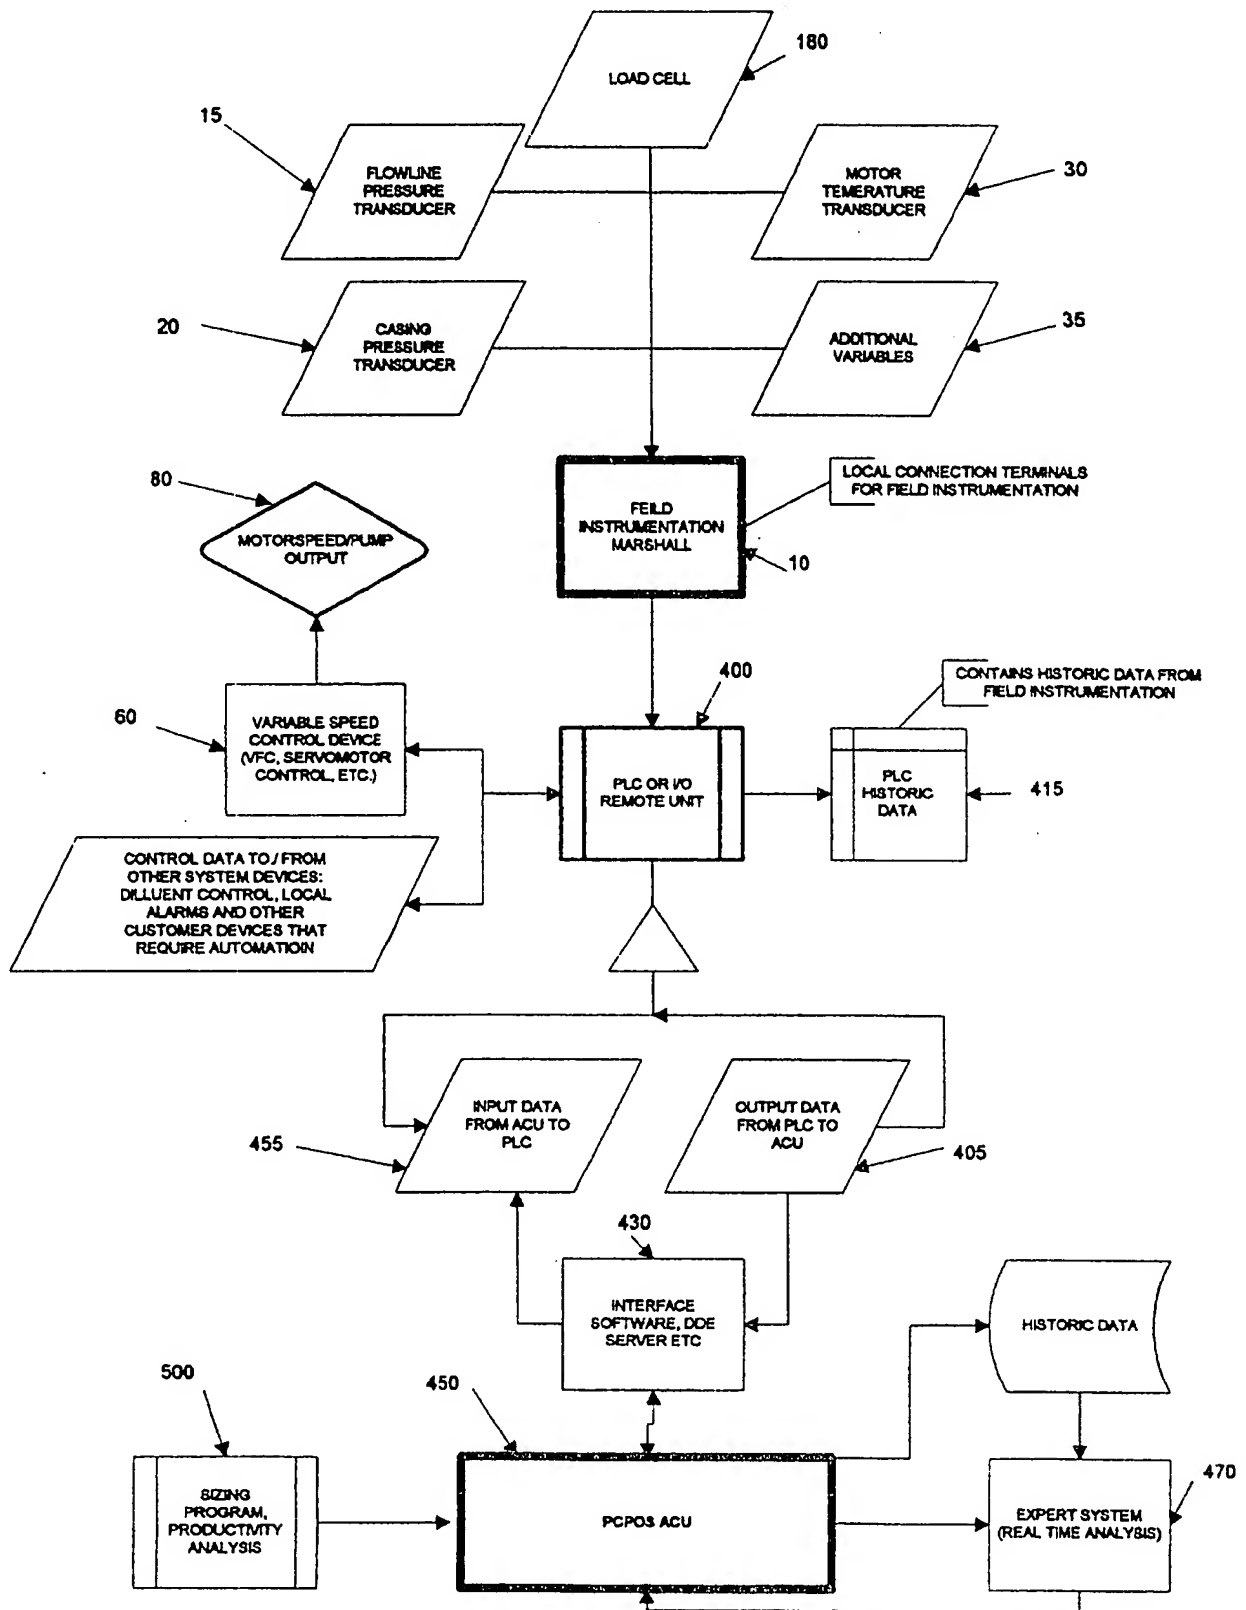 180
LOAD CELL
15
FLOWLINE
PRESSURE
TRANSDUCER
MOTOR
TEMERATURE
TRANSDUCER
30
20
CASING
PRESSURE
TRANSDUCER
ADDITIONAL
VARIABLES
35
80
MOTORSPEED/PUMP
OUTPUT
FEILD
INSTRUMENTATION
MARSHALL
LOCAL CONNECTION TERMINALS
FOR FIELD INSTRUMENTATION
10
60
VARIABLE SPEED
CONTROL DEVICE
(VFC, SERVOMOTOR
CONTROL, ETC.)
400
PLC OR I/O
REMOTE UNIT
CONTAINS HISTORIC DATA FROM
FIELD INSTRUMENTATION
PLC
HISTORIC
DATA
415
CONTROL DATA TO / FROM
OTHER SYSTEM DEVICES:
DILLUENT CONTROL, LOCAL
ALARMS AND OTHER
CUSTOMER DEVICES THAT
REQUIRE AUTOMATION
INPUT DATA
FROM ACU TO
PLC
455
OUTPUT DATA
FROM PLC TO
ACU
405
430
INTERFACE
SOFTWARE, DDE
SERVER ETC
HISTORIC DATA
500
SIZING
PROGRAM,
PRODUCTIVITY
ANALYSIS
450
PCPOS ACU
470
EXPERT SYSTEM
(REAL TIME ANALYSIS)